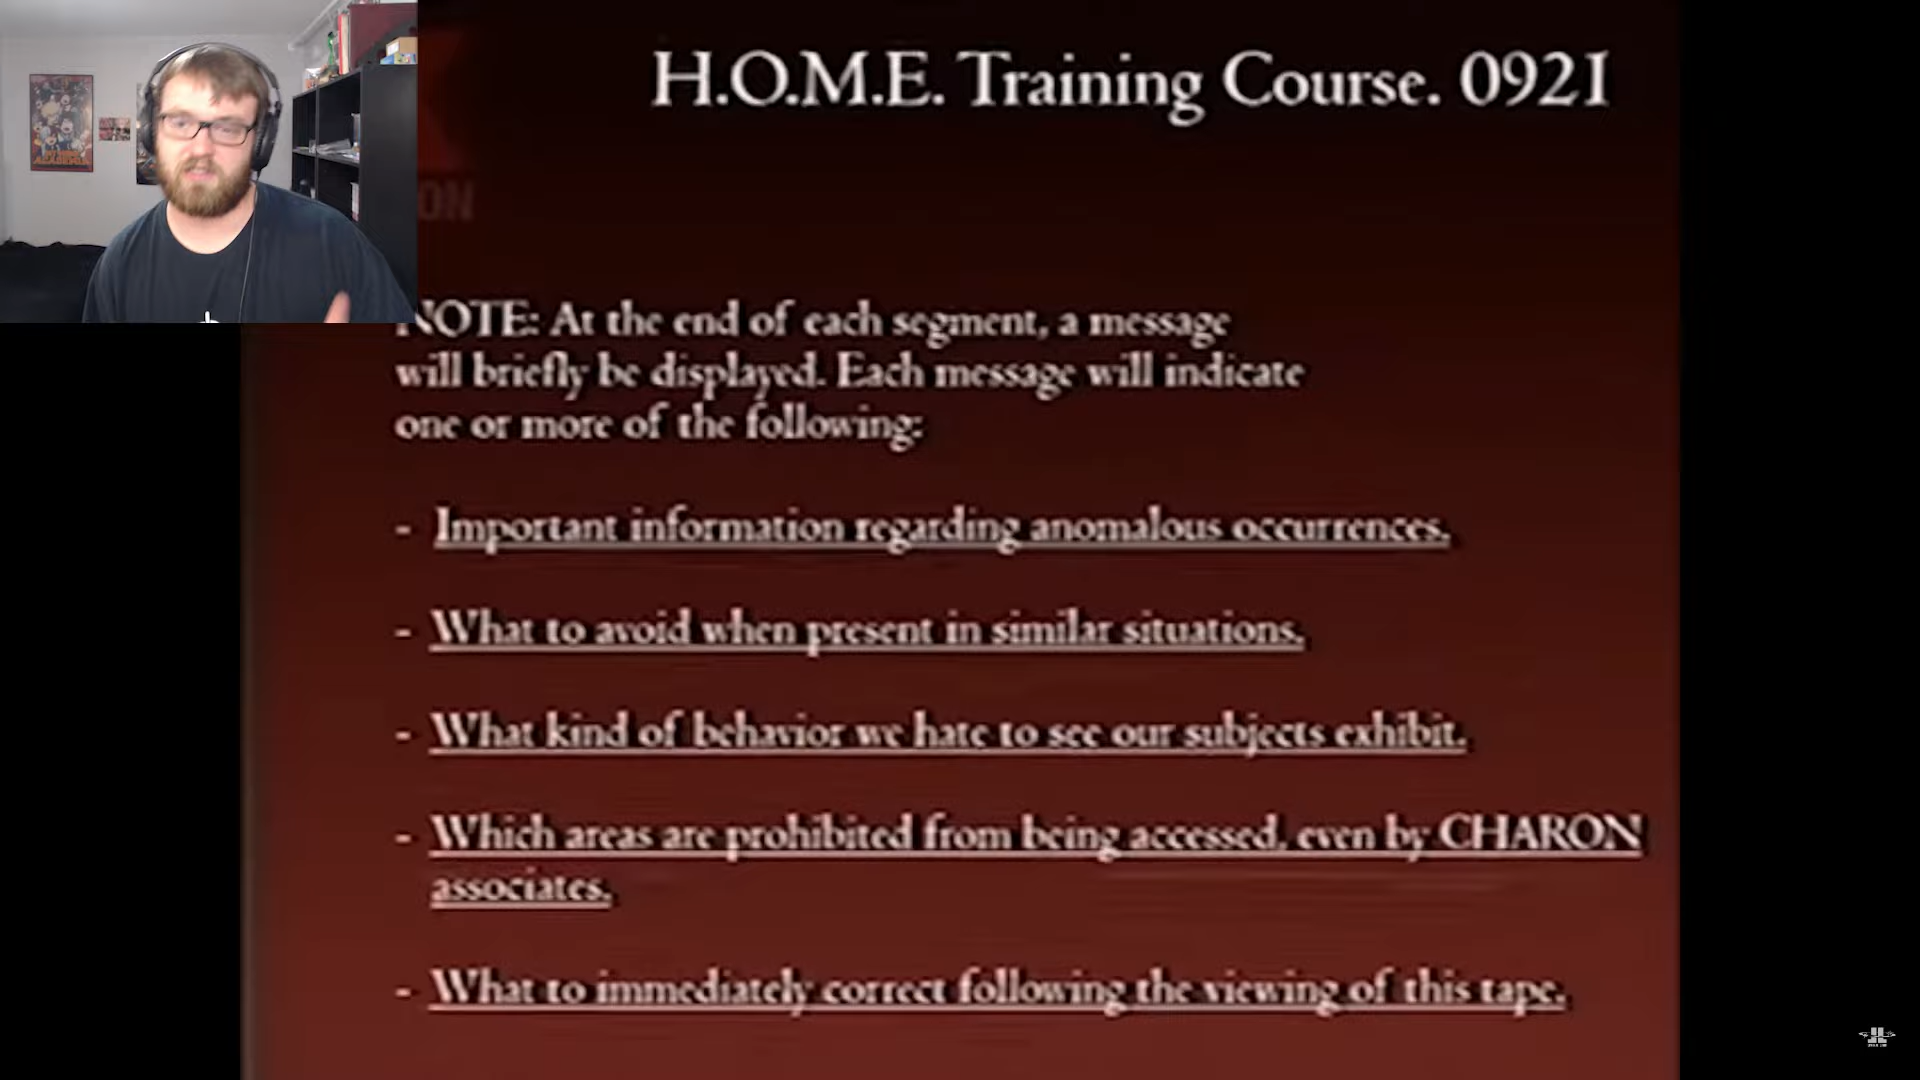 H.O.M.E. Training Course. 0921
ON
NOTE: At the end of each segment, a message
will briefly be displayed. Each message will indicate
one or more of the following:
- Important information regarding anomalous occurrences.
- What to avoid when present in similar situations.
- What kind of behavior we hate to see our subjects exhibit.
- Which areas are prohibited from being accessed, even by CHARON
associates.
- What to immediately correct following the viewing of this tape.